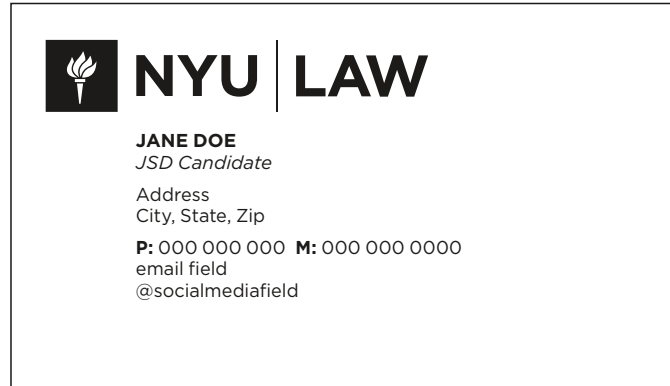 NYU | LAW
JANE DOE
JSD Candidate
Address
City, State, Zip
P: 000 000 000 M: 000 000 0000
email field
@socialmediafield